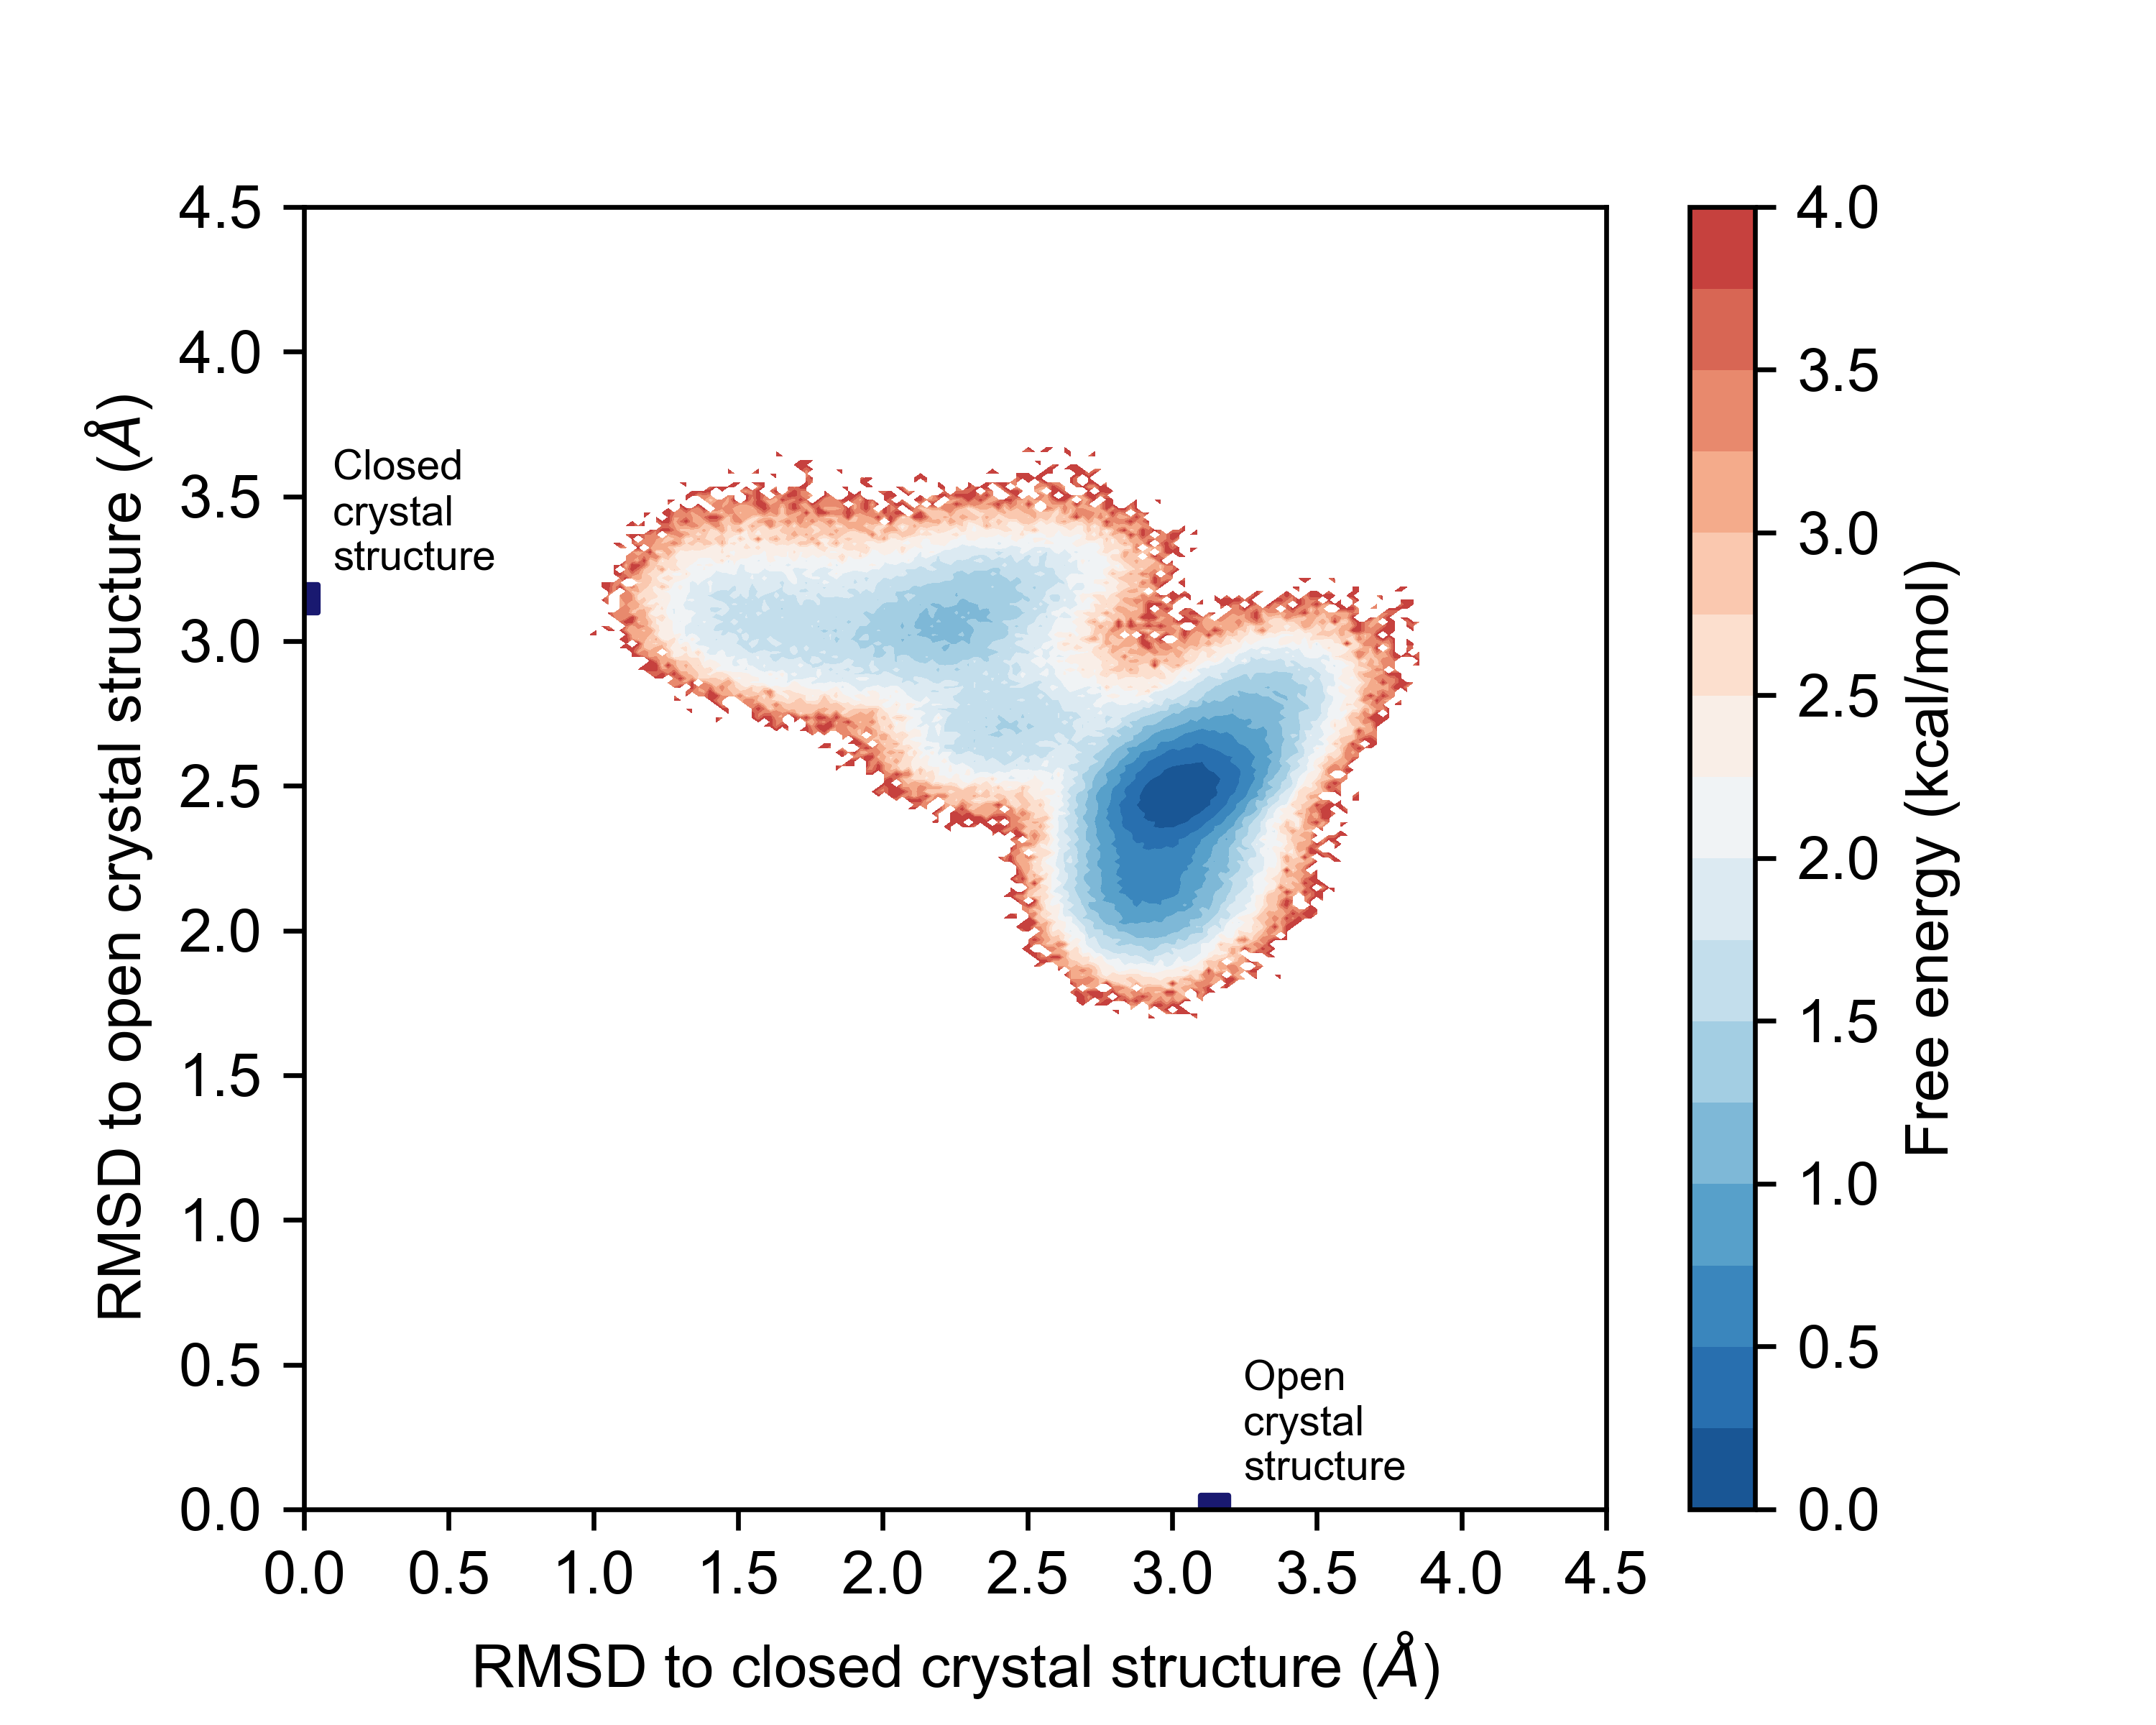 4.5
4.0
3.5
3.0
2.5
2.0
1.5
1.0
0.5
0.0
RMSD to open crystal structure (Å)
Closed
crystal
structure
Open
crystal
structure
0.0 0.5 1.0 1.5 2.0 2.5 3.0 3.5 4.0 4.5
RMSD to closed crystal structure (Å)
4.0
3.5
3.0
2.5
2.0
1.5
1.0
0.5
0.0
Free energy (kcal/mol)